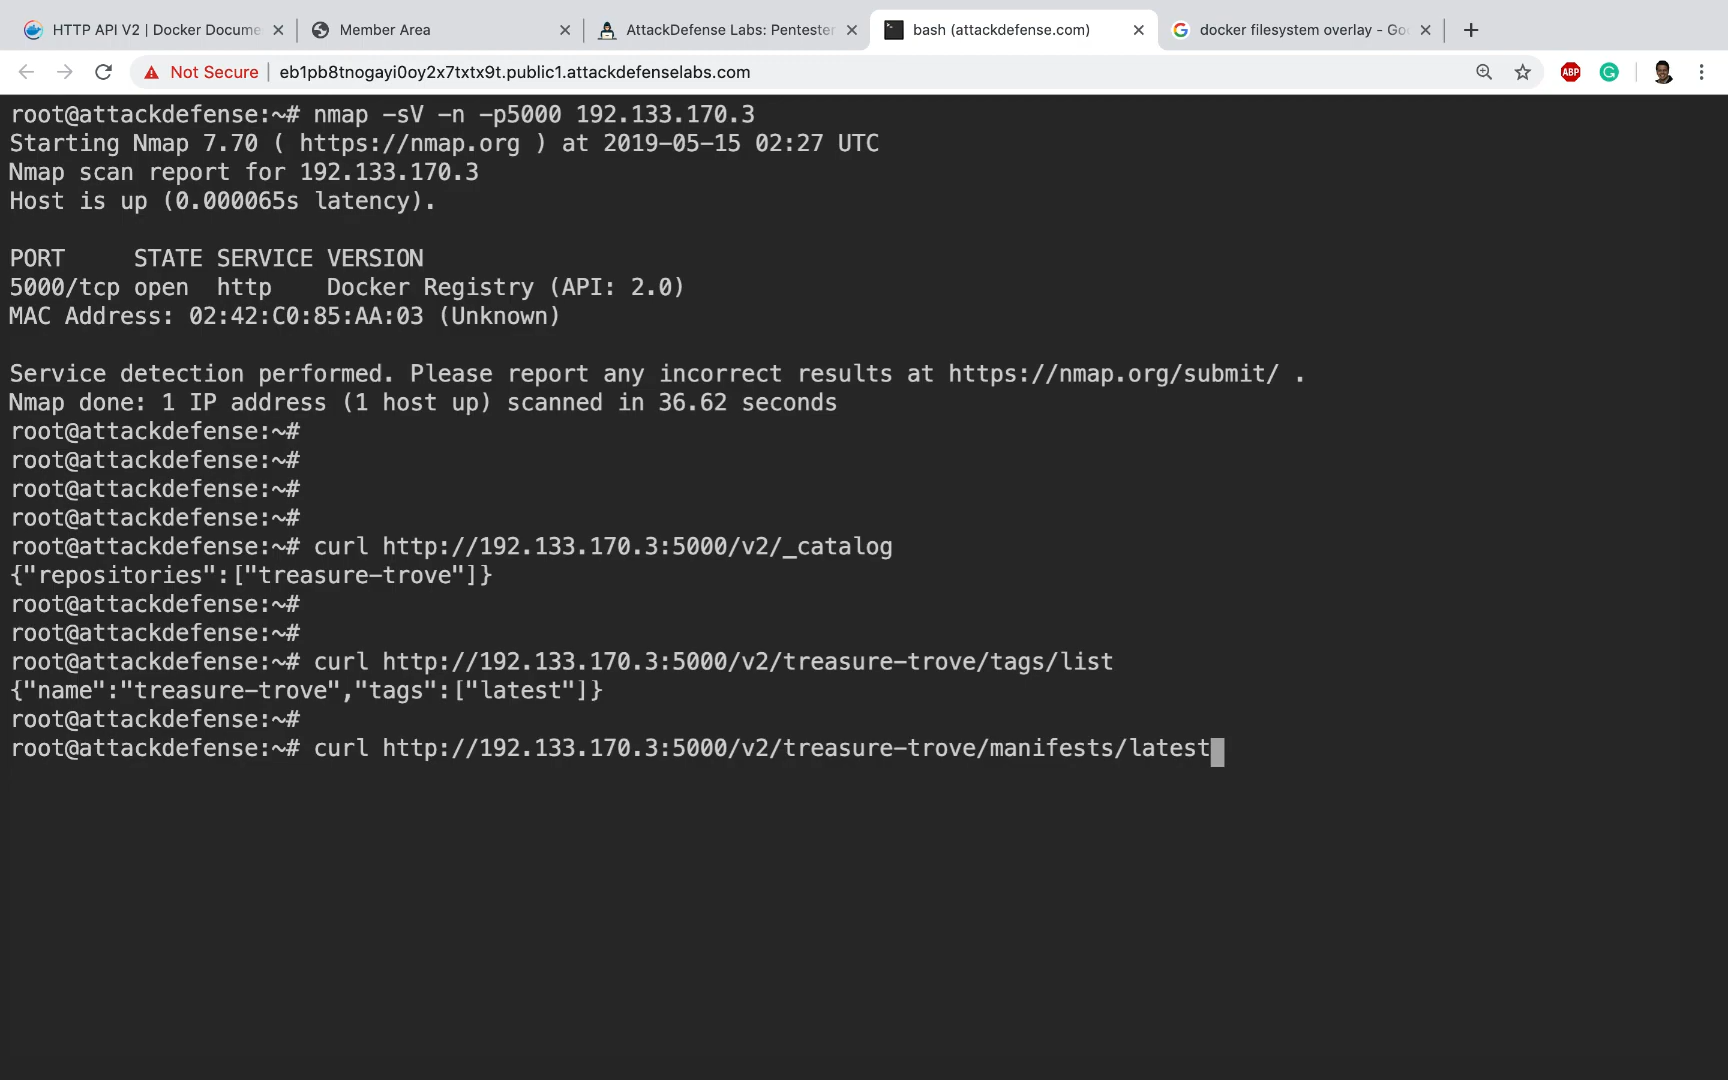 HTTP API V2 | Docker Docume
Member Area
AttackDefense Labs: Pentester
bash (attackdefense.com)
docker filesystem overlay - Goo
Not Secure | eb1pb8tnogayi0oy2x7txtx9t.public1.attackdefenselabs.com
ABP
root@attackdefense:~# nmap -sV -n -p5000 192.133.170.3
Starting Nmap 7.70 ( https://nmap.org ) at 2019-05-15 02:27 UTC
Nmap scan report for 192.133.170.3
Host is up (0.000065s latency).
PORT     STATE SERVICE VERSION
5000/tcp open  http    Docker Registry (API: 2.0)
MAC Address: 02:42:C0:85:AA:03 (Unknown)
Service detection performed. Please report any incorrect results at https://nmap.org/submit/ .
Nmap done: 1 IP address (1 host up) scanned in 36.62 seconds
root@attackdefense:~#
root@attackdefense:~#
root@attackdefense:~#
root@attackdefense:~#
root@attackdefense:~# curl http://192.133.170.3:5000/v2/_catalog
{"repositories":["treasure-trove"]}
root@attackdefense:~#
root@attackdefense:~#
root@attackdefense:~# curl http://192.133.170.3:5000/v2/treasure-trove/tags/list
{"name":"treasure-trove","tags":["latest"]}
root@attackdefense:~#
root@attackdefense:~# curl http://192.133.170.3:5000/v2/treasure-trove/manifests/latest